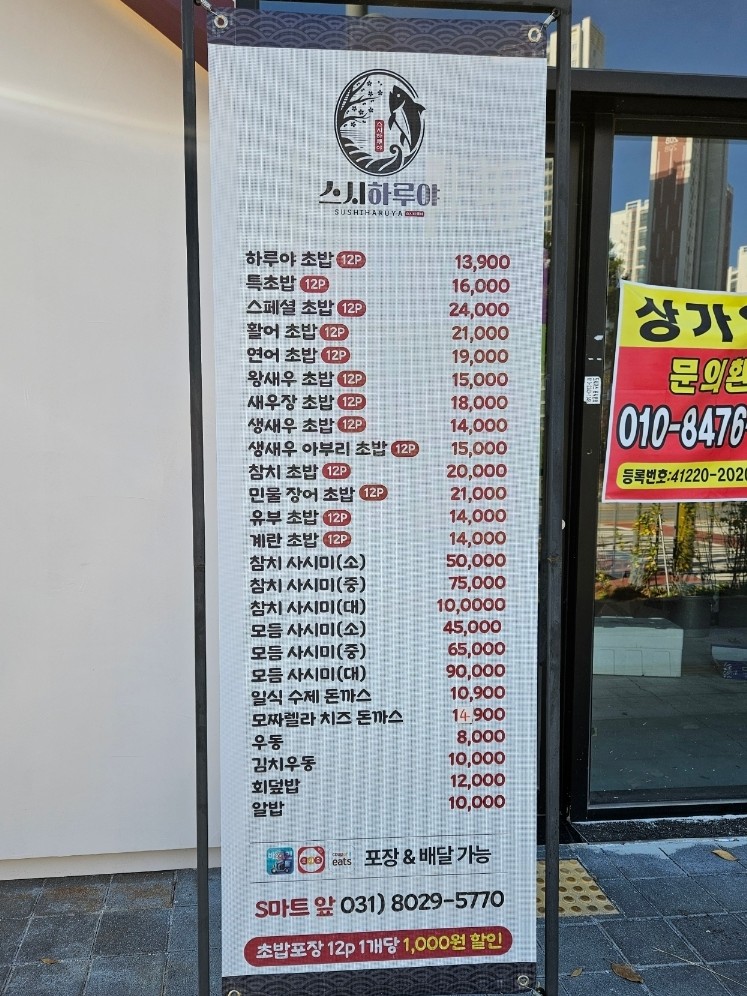 스시하루야
스시하루야
SUSHIHARUYA
하루야 초밥 12P 13,900
특초밥 12P 16,000
스페셜 초밥 12P 24,000
활어 초밥 12P 21,000
연어 초밥 12P 19,000
왕새우 초밥 12P 15,000
새우장 초밥 12P 18,000
생새우 초밥 12P 14,000
생새우 아부리 초밥 12P 15,000
참치 초밥 12P 20,000
민물 장어 초밥 12P 21,000
유부 초밥 12P 14,000
계란 초밥 12P 14,000
참치 사시미(소) 50,000
참치 사시미(중) 75,000
참치 사시미(대) 10,0000
모듬 사시미(소) 45,000
모듬 사시미(중) 65,000
모듬 사시미(대) 90,000
일식 수제 돈까스 10,900
모짜렐라 치즈 돈까스 14,900
우동 8,000
김치우동 10,000
회덮밥 12,000
알밥 10,000
eats 포장 & 배달 가능
S마트 앞 031) 8029-5770
초밥포장 12p 1개당 1,000원 할인
상가
문의환
010-8476-
등록번호:41220-2020